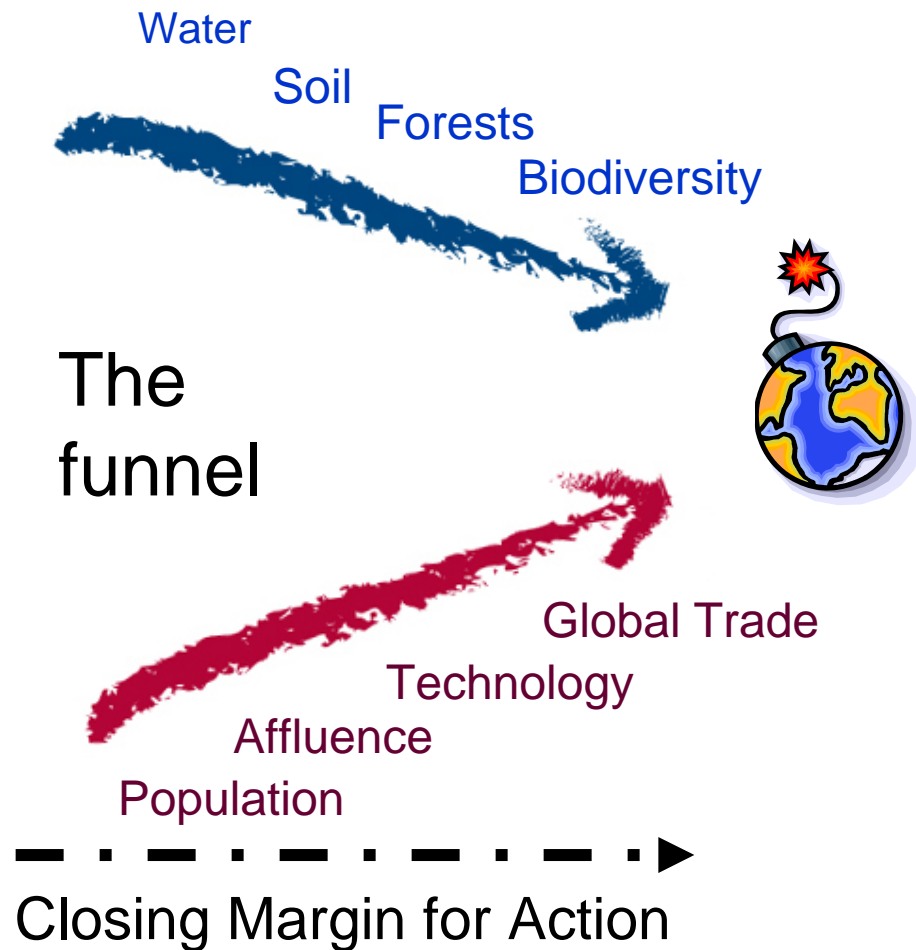 Water
Soil
Forests
Biodiversity
The
funnel
Global Trade
Technology
Affluence
Population
Closing Margin for Action